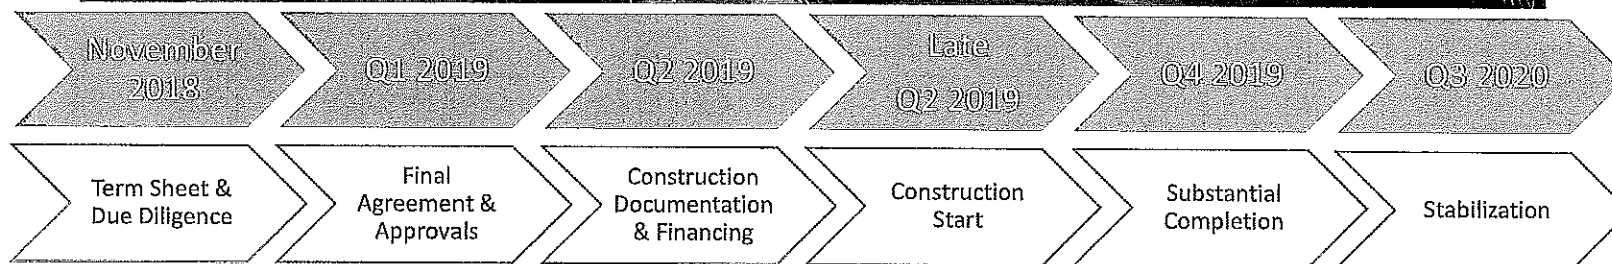 November
2018
Q1 2019
Q2 2019
Late
Q2 2019
Q4 2019
Q3 2020
Term Sheet &
Due Diligence
Final
Agreement &
Approvals
Construction
Documentation
& Financing
Construction
Start
Substantial
Completion
Stabilization